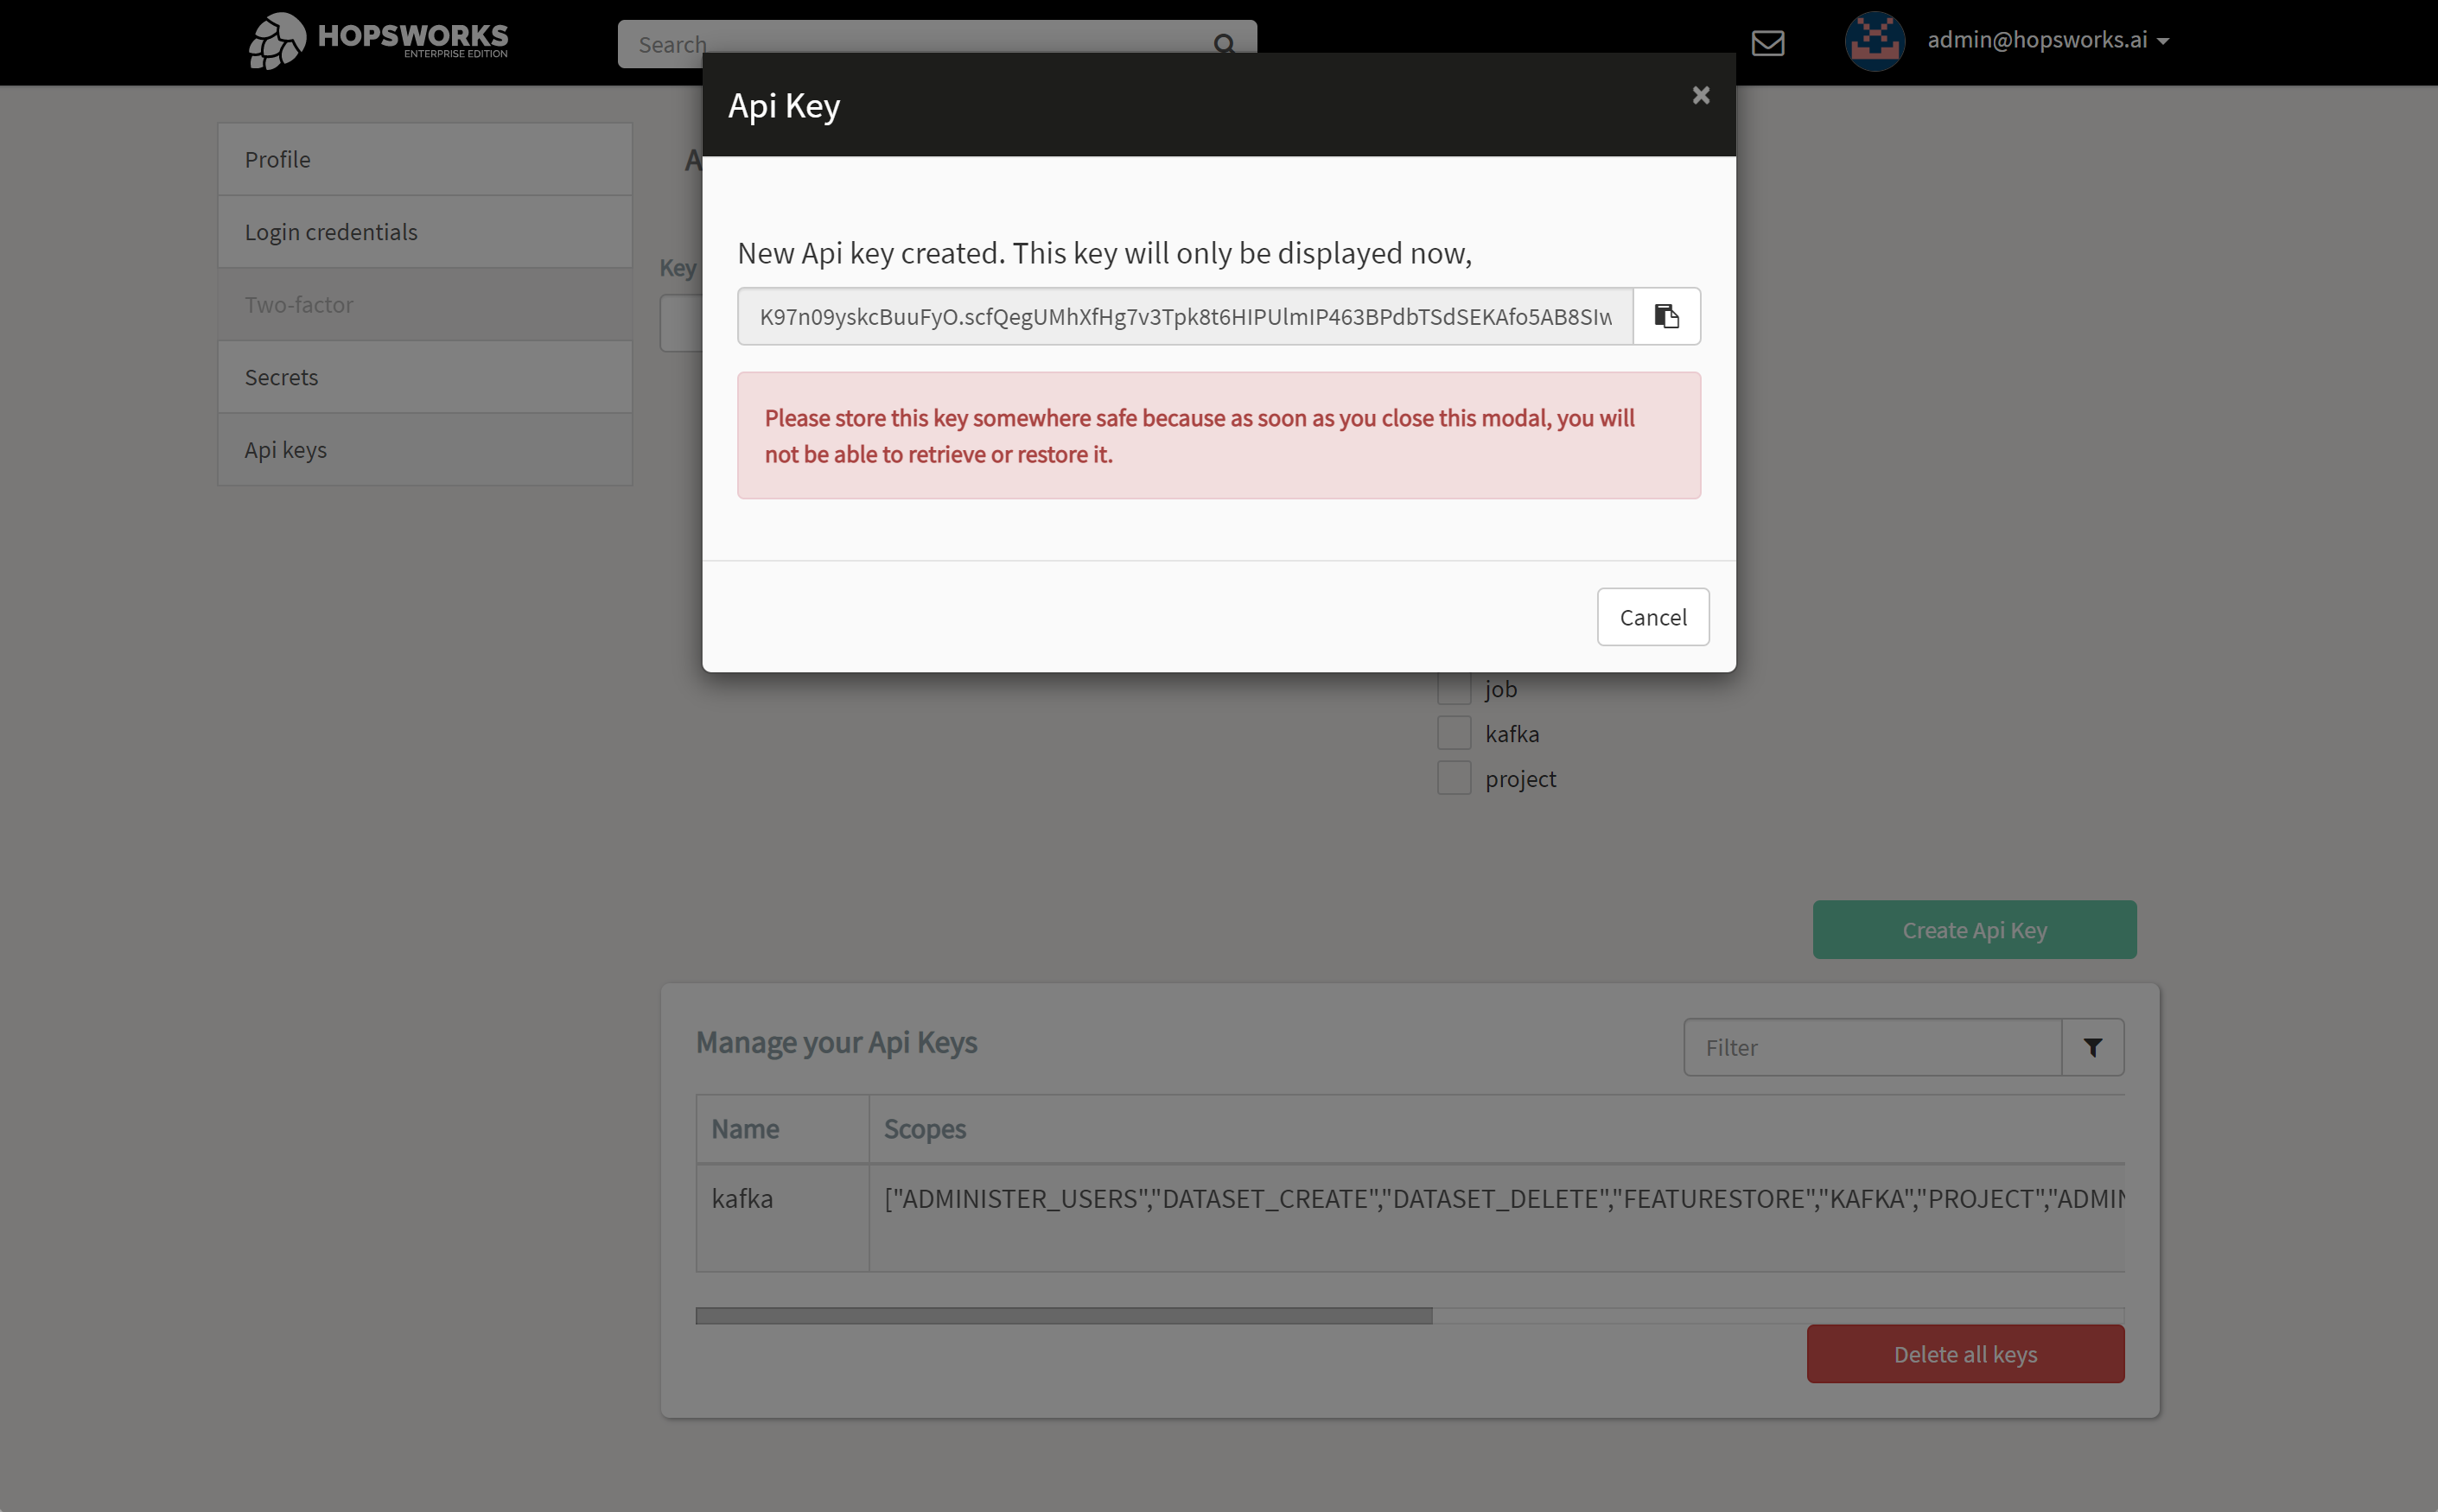 HOPSWORKS
ENTERPRISE EDITION
Search
admin@hopsworks.ai
Api Key
×
Profile
Login credentials
Two-factor
Secrets
Api keys
A
Key
New Api key created. This key will only be displayed now,
K97n09yskcBuuFyO.scfQegUMhXfHg7v3Tpk8t6HIPUlmIP463BPdbTSdSEKAfo5AB8SIw
Please store this key somewhere safe because as soon as you close this modal, you will
not be able to retrieve or restore it.
Cancel
job
kafka
project
Create Api Key
Manage your Api Keys
Filter
Name
Scopes
kafka
["ADMINISTER_USERS","DATASET_CREATE","DATASET_DELETE","FEATURESTORE","KAFKA","PROJECT","ADMIN
Delete all keys